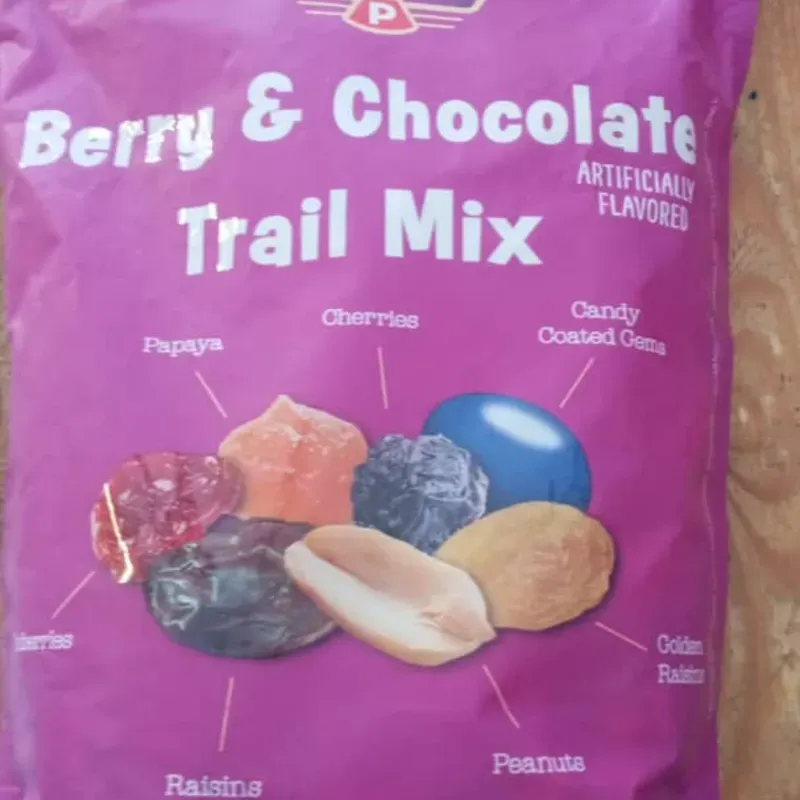 P
Berry & Chocolate
ARTIFICIALLY
FLAVORED
Trail Mix
Cherries
Candy
Coated Gems
Papaya
Golden
Raisins
Peanuts
Raisins